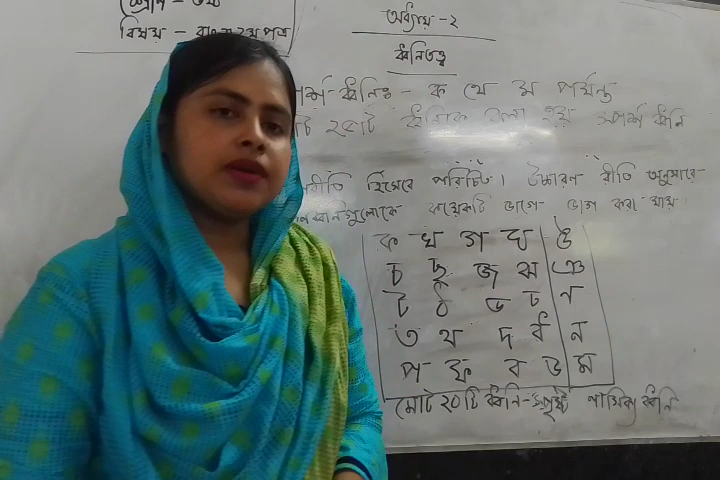 শ্রেণি - ৬ষ্ঠ
বিষয় - বাংলা ২য় পত্র
অধ্যায় - ২
ধ্বনিতত্ত্ব
স্পর্শ ধ্বনিঃ - ক থেকে ম পর্যন্ত
২৫টি ধ্বনিকে বলা হয় স্পর্শ ধ্বনি
হিসেবে পরিচিত। উচ্চারণ রীতি অনুসারে
ধ্বনিগুলোকে কয়েকটি ভাগে ভাগ করা যায়।
ক খ গ ঘ ঙ
চ ছ জ ঝ ঞ
ট ঠ ড ঢ ণ
ত থ দ ধ ন
প ফ ব ভ ম
মোট ২০টি ধ্বনি - স্পৃষ্ট নাসিক্য ধ্বনি